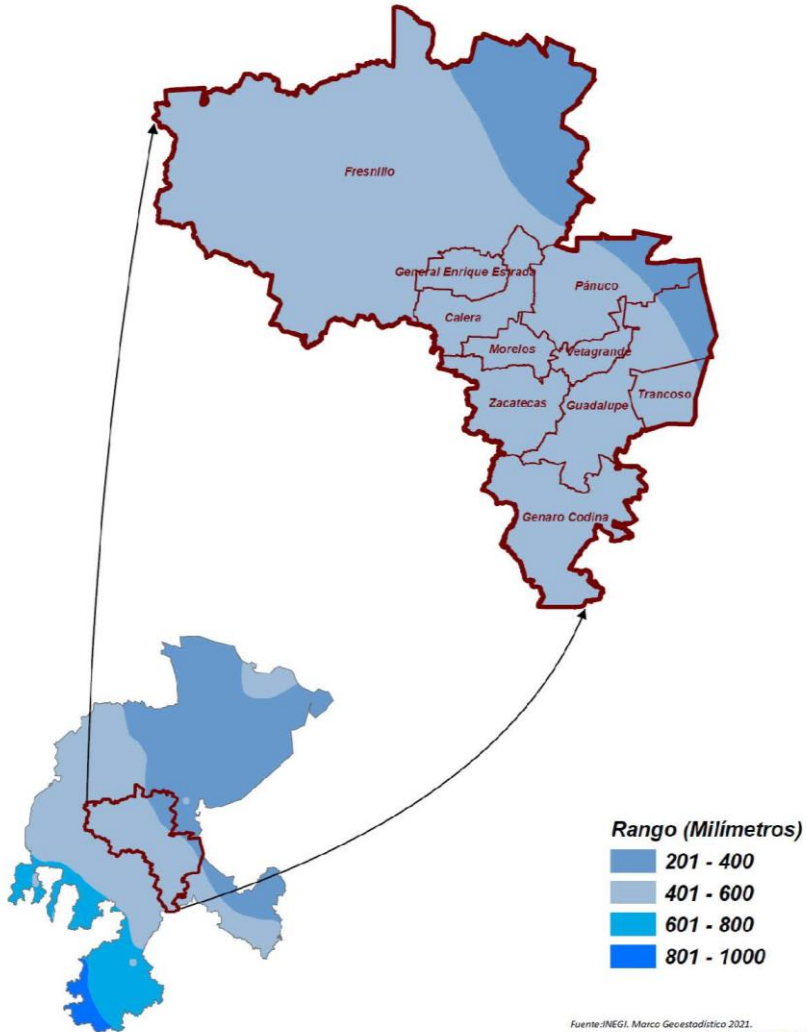 Fresnillo
General Enrique Estrada
Pánuco
Calera
Morelos
Vetagrande
Zacatecas
Guadalupe
Trancoso
Genaro Codina
Rango (Milímetros)
201 - 400
401 - 600
601 - 800
801 - 1000
Fuente:INEGI. Marco Geoestadístico 2021.